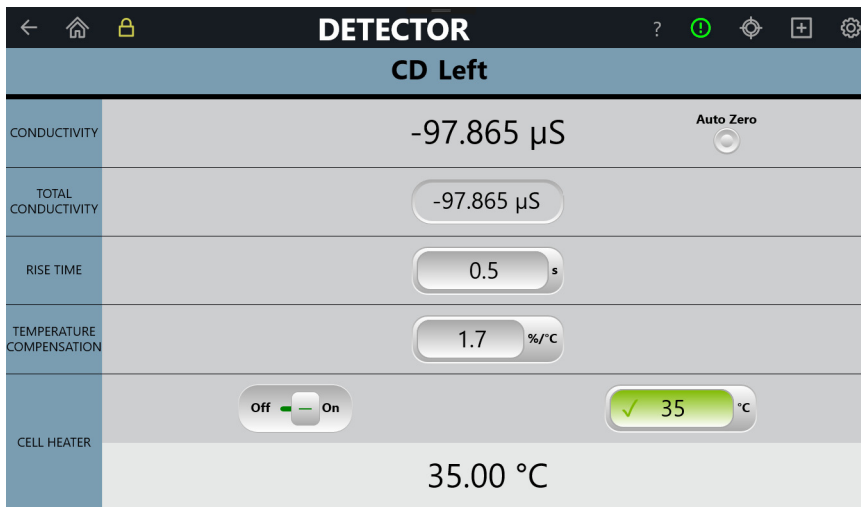 DETECTOR
?
CD Left
CONDUCTIVITY
-97.865 µS
Auto Zero
TOTAL
CONDUCTIVITY
-97.865 µS
RISE TIME
0.5
s
TEMPERATURE
COMPENSATION
1.7
%/°C
CELL HEATER
Off
On
35
°C
35.00 °C